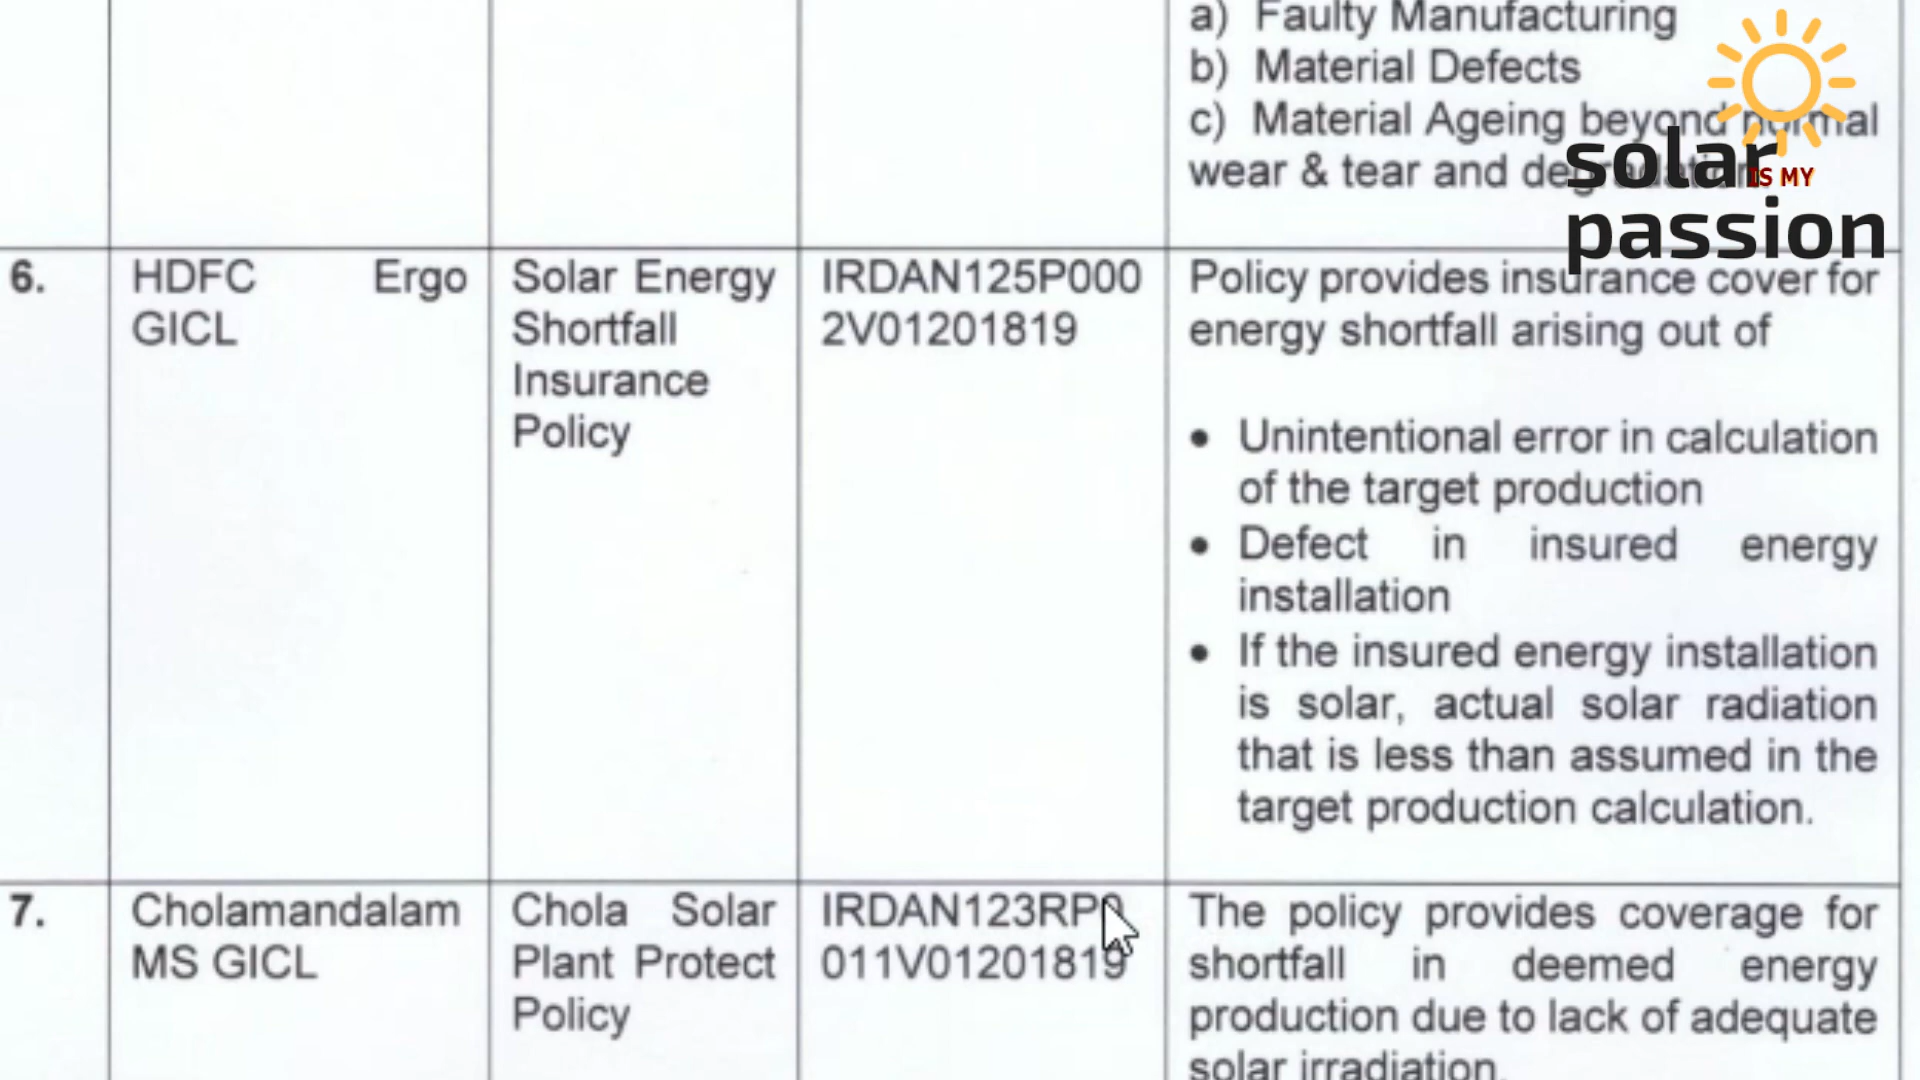 a) Faulty Manufacturing
b) Material Defects
c) Material Ageing beyond normal
wear & tear and degradation
solar
IS MY
passion
6.
HDFC Ergo
GICL
Solar Energy
Shortfall
Insurance
Policy
IRDAN125P000
2V01201819
Policy provides insurance cover for
energy shortfall arising out of
• Unintentional error in calculation
of the target production
• Defect in insured energy
installation
• If the insured energy installation
is solar, actual solar radiation
that is less than assumed in the
target production calculation.
7.
Cholamandalam
MS GICL
Chola Solar
Plant Protect
Policy
IRDAN123RP0
011V01201819
The policy provides coverage for
shortfall in deemed energy
production due to lack of adequate
solar irradiation.